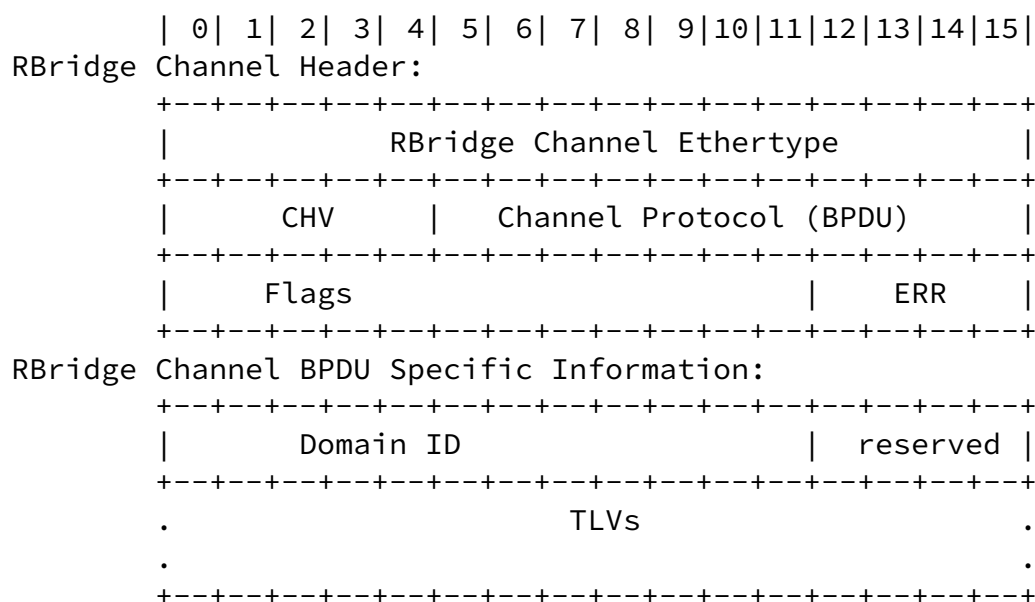 | 0| 1| 2| 3| 4| 5| 6| 7| 8| 9|10|11|12|13|14|15|
RBridge Channel Header:
+--+--+--+--+--+--+--+--+--+--+--+--+--+--+--+--+
| RBridge Channel Ethertype |
+--+--+--+--+--+--+--+--+--+--+--+--+--+--+--+--+
| CHV | Channel Protocol (BPDU) |
+--+--+--+--+--+--+--+--+--+--+--+--+--+--+--+--+
| Flags | ERR |
+--+--+--+--+--+--+--+--+--+--+--+--+--+--+--+--+
RBridge Channel BPDU Specific Information:
+--+--+--+--+--+--+--+--+--+--+--+--+--+--+--+--+
| Domain ID | reserved |
+--+--+--+--+--+--+--+--+--+--+--+--+--+--+--+--+
. TLVs .
. .
+--+--+--+--+--+--+--+--+--+--+--+--+--+--+--+--+